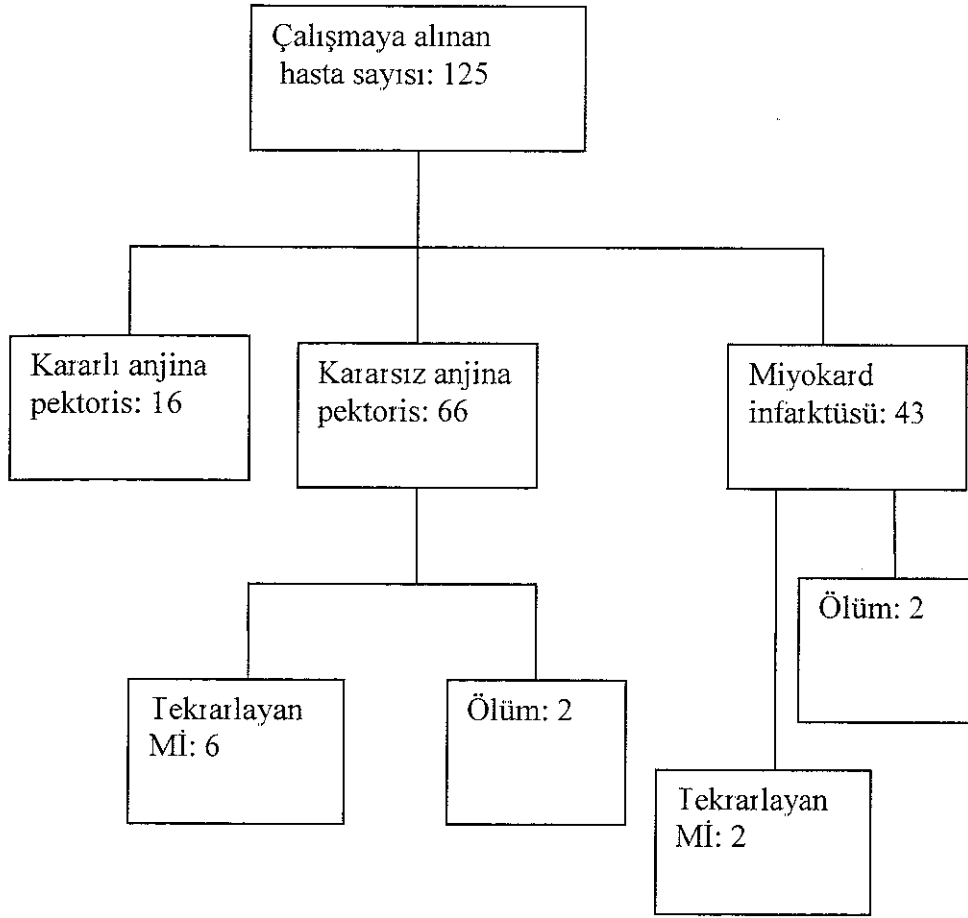 Çalışmaya alınan
hasta sayısı: 125
Kararlı anjina
pektoris: 16
Kararsız anjina
pektoris: 66
Miyokard
infarktüsü: 43
Ölüm: 2
Tekrarlayan
Mİ: 6
Ölüm: 2
Tekrarlayan
Mİ: 2